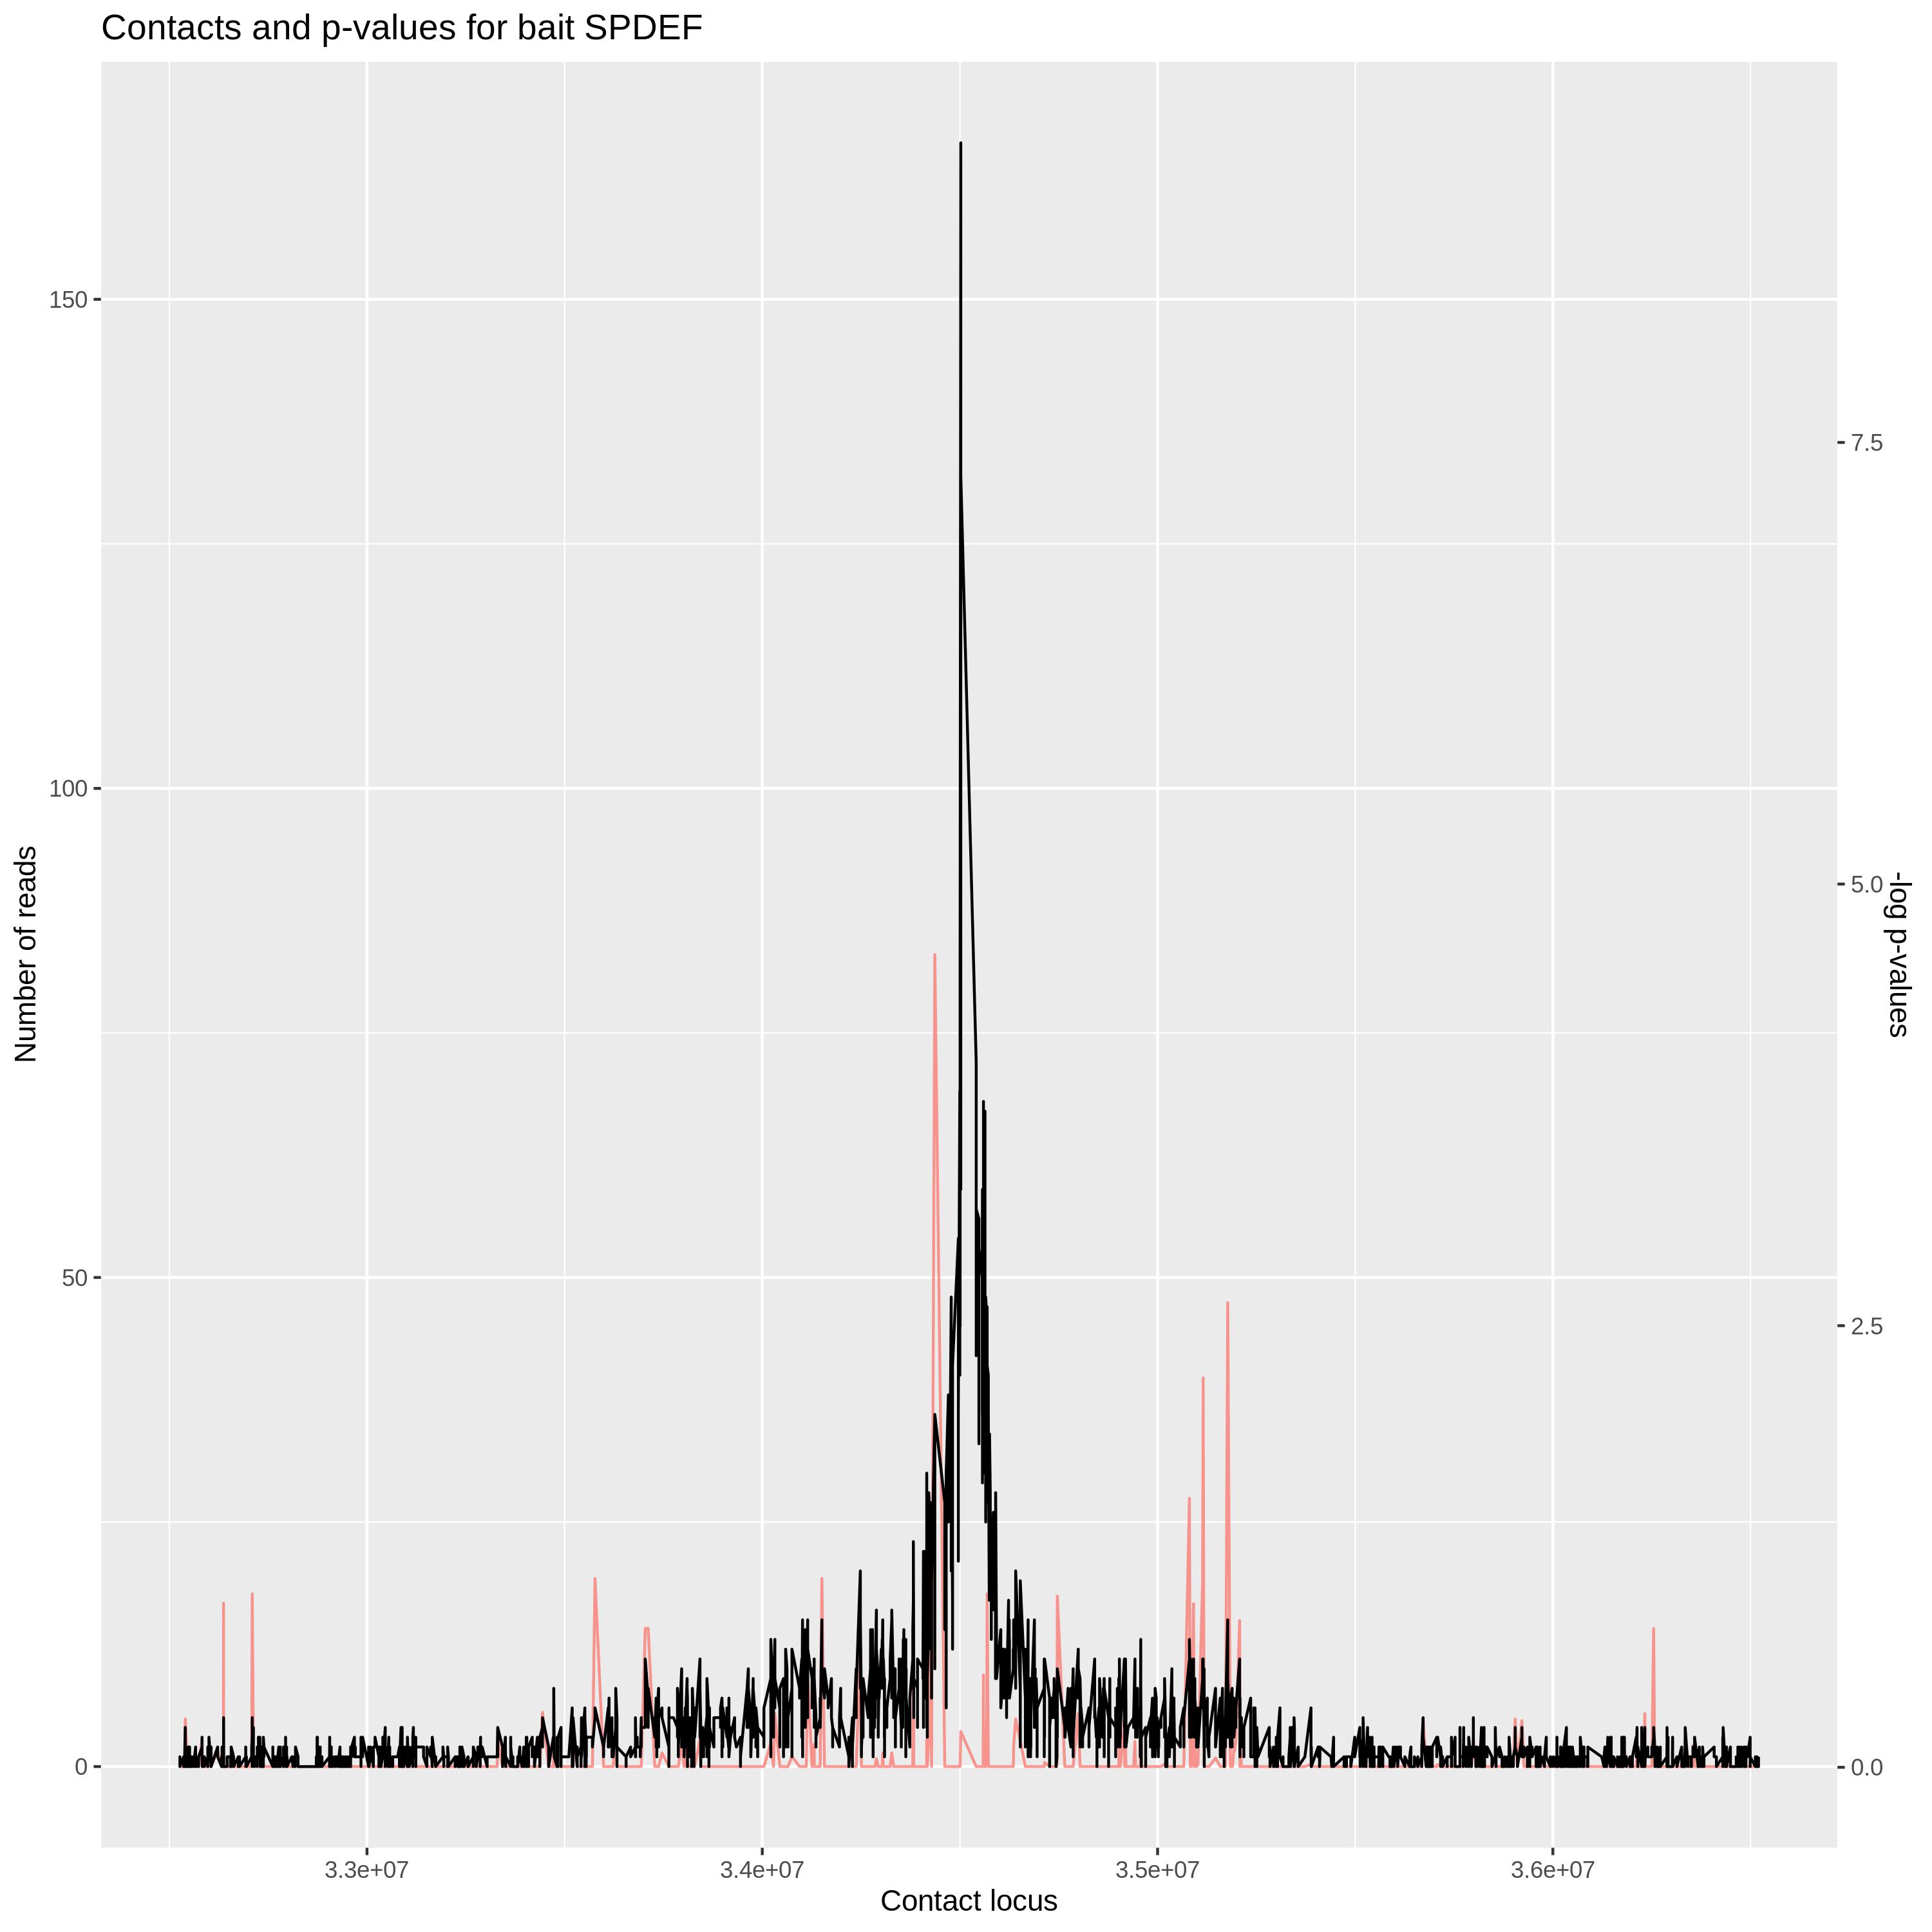 Contacts and p-values for bait SPDEF
150
100
50
0
Number of reads
7.5
5.0
2.5
0.0
-log p-values
3.3e+07
3.4e+07
3.5e+07
3.6e+07
Contact locus